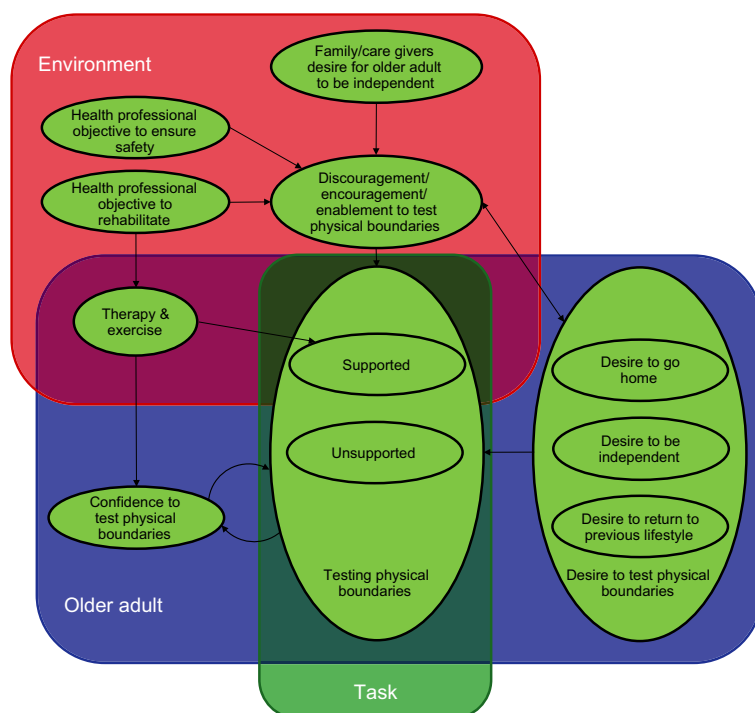 Environment
Family/care givers
desire for older adult
to be independent
Health professional
objective to ensure
safety
Health professional
objective to
rehabilitate
Discouragement/
encouragement/
enablement to test
physical boundaries
Therapy &
exercise
Supported
Desire to go
home
Unsupported
Desire to be
independent
Confidence to
test physical
boundaries
Desire to return to
previous lifestyle
Testing physical
boundaries
Desire to test physical
boundaries
Older adult
Task